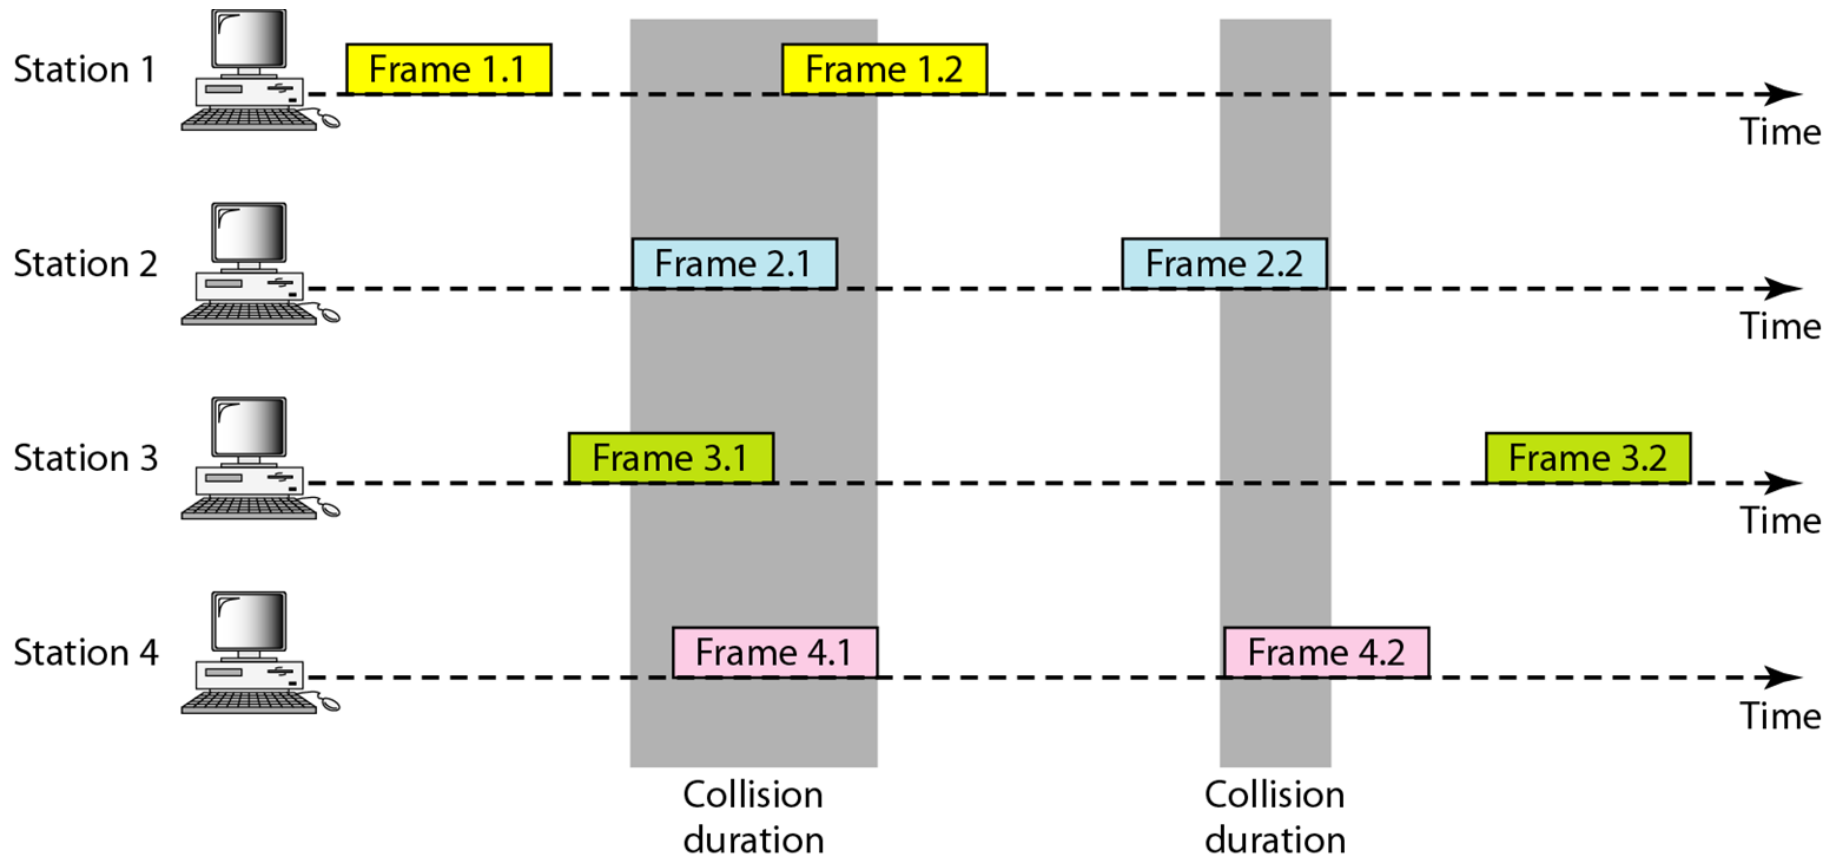 Station 1
Frame 1.1
Frame 1.2
Time
Station 2
Frame 2.1
Frame 2.2
Time
Station 3
Frame 3.1
Frame 3.2
Time
Station 4
Frame 4.1
Frame 4.2
Time
Collision
duration
Collision
duration